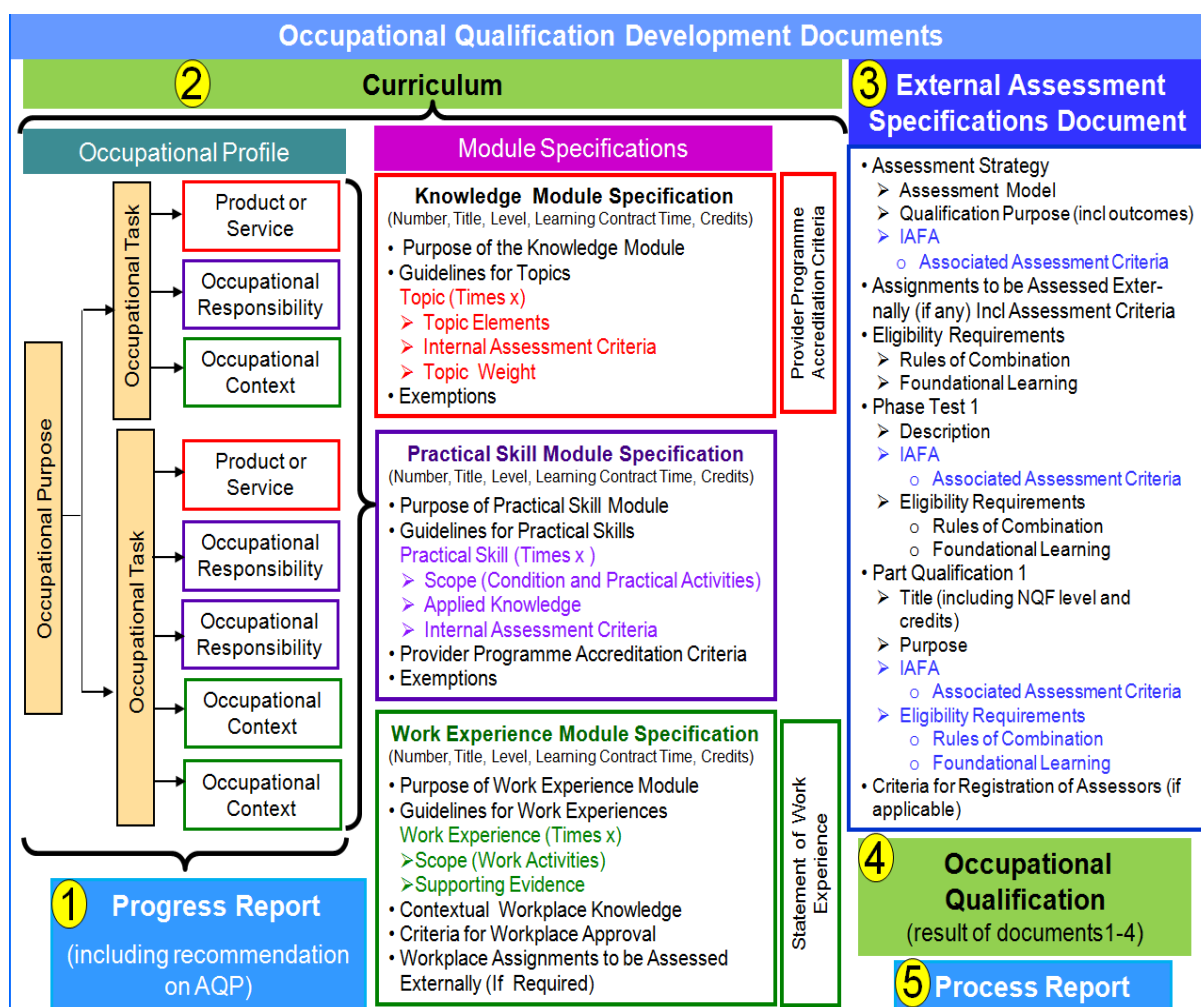 Occupational Qualification Development Documents
2
Curriculum
Occupational Profile
Occupational Purpose
Occupational Task
Product or
Service
Occupational
Responsibility
Occupational
Context
Occupational Task
Product or
Service
Occupational
Responsibility
Occupational
Responsibility
Occupational
Context
Occupational
Context
1
Progress Report
(including recommendation
on AQP)
Module Specifications
Knowledge Module Specification
(Number, Title, Level, Learning Contract Time, Credits)
• Purpose of the Knowledge Module
• Guidelines for Topics
Topic (Times x)
➢ Topic Elements
➢ Internal Assessment Criteria
➢ Topic Weight
• Exemptions
Provider Programme
Accreditation Criteria
Practical Skill Module Specification
(Number, Title, Level, Learning Contract Time, Credits)
• Purpose of Practical Skill Module
• Guidelines for Practical Skills
Practical Skill (Times x )
➢ Scope (Condition and Practical Activities)
➢ Applied Knowledge
➢ Internal Assessment Criteria
• Provider Programme Accreditation Criteria
• Exemptions
Work Experience Module Specification
(Number, Title, Level, Learning Contract Time, Credits)
• Purpose of Work Experience Module
• Guidelines for Work Experiences
Work Experience (Times x)
➢Scope (Work Activities)
➢Supporting Evidence
• Contextual Workplace Knowledge
• Criteria for Workplace Approval
• Workplace Assignments to be Assessed
Externally (If Required)
Statement of Work
Experience
3
External Assessment
Specifications Document
• Assessment Strategy
➢ Assessment Model
➢ Qualification Purpose (incl outcomes)
➢ IAFA
o Associated Assessment Criteria
• Assignments to be Assessed Exter-
nally (if any) Incl Assessment Criteria
• Eligibility Requirements
➢ Rules of Combination
➢ Foundational Learning
• Phase Test 1
➢ Description
➢ IAFA
o Associated Assessment Criteria
➢ Eligibility Requirements
o Rules of Combination
o Foundational Learning
• Part Qualification 1
➢ Title (including NQF level and
credits)
➢ Purpose
➢ IAFA
o Associated Assessment Criteria
➢ Eligibility Requirements
o Rules of Combination
o Foundational Learning
• Criteria for Registration of Assessors (if
applicable)
4
Occupational
Qualification
(result of documents1-4)
5
Process Report